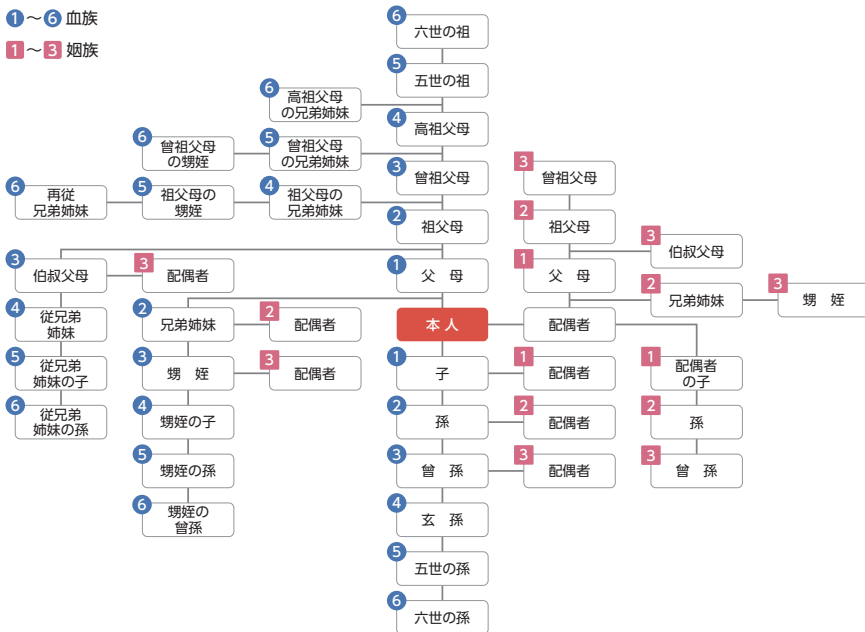 1～6 血族
1～3 姻族
6
六世の祖
5
五世の祖
6
高祖父母
の兄弟姉妹
4
高祖父母
6
曾祖父母
の甥姪
5
曾祖父母
の兄弟姉妹
3
曾祖父母
3
曾祖父母
6
再従
兄弟姉妹
5
祖父母の
甥姪
4
祖父母の
兄弟姉妹
2
祖父母
2
祖父母
3
伯叔父母
3
伯叔父母
3
配偶者
1
父 母
1
父 母
2
兄弟姉妹
3
甥 姪
4
従兄弟
姉妹
2
兄弟姉妹
2
配偶者
本 人
配偶者
5
従兄弟
姉妹の子
3
甥 姪
3
配偶者
1
子
1
配偶者
1
配偶者
の子
6
従兄弟
姉妹の孫
4
甥姪の子
2
孫
2
配偶者
2
孫
5
甥姪の孫
3
曾 孫
3
配偶者
3
曾 孫
6
甥姪の
曾孫
4
玄 孫
5
五世の孫
6
六世の孫